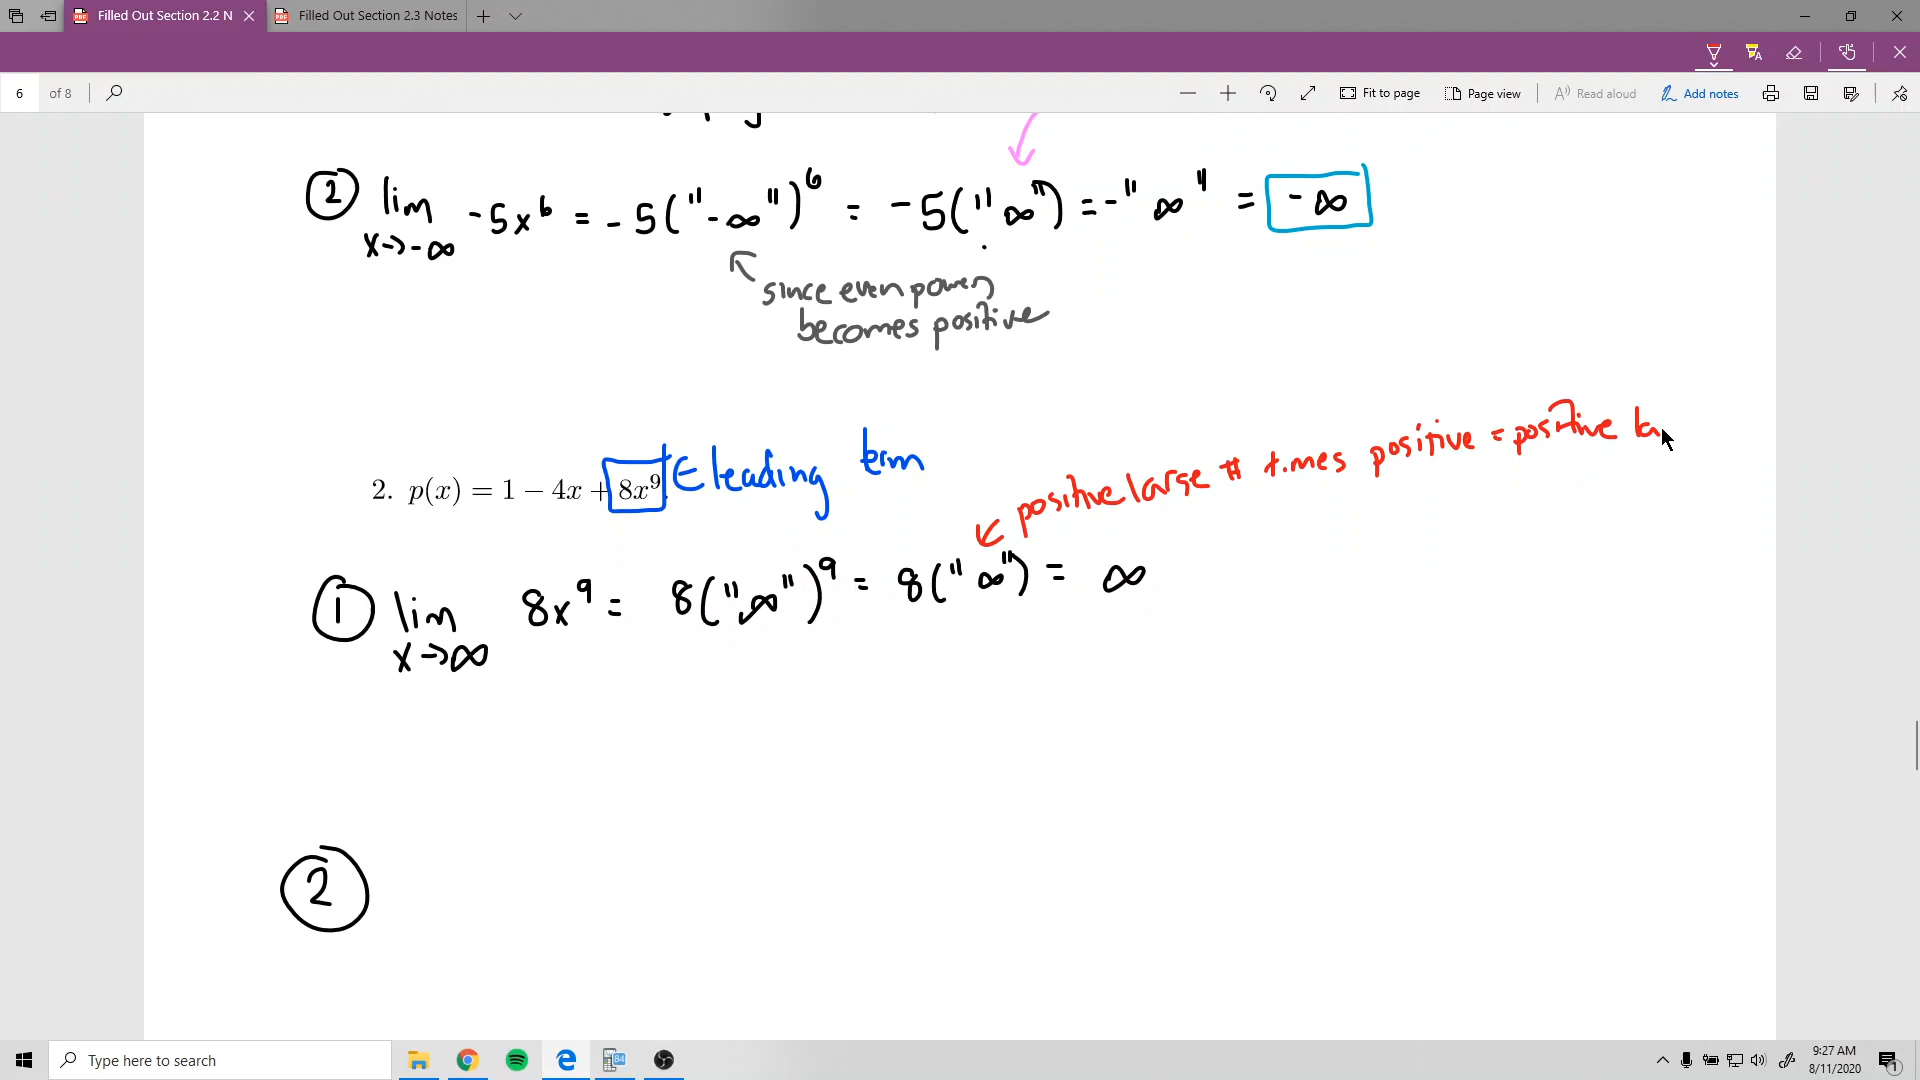 Filled Out Section 2.2 N
Filled Out Section 2.3 Notes
6 of 8
Fit to page
Page view
Read aloud
Add notes
② lim x→-∞ -5x⁶ = -5("-∞")⁶ = -5("∞") = -"∞" = -∞
since even power
becomes positive
positive large # times positive = positive
2. p(x) = 1 − 4x + 8x⁹. ← leading term
① lim x→∞ 8x⁹ = 8("∞")⁹ = 8("∞") = ∞
②
Type here to search
84
9:27 AM
8/11/2020
1